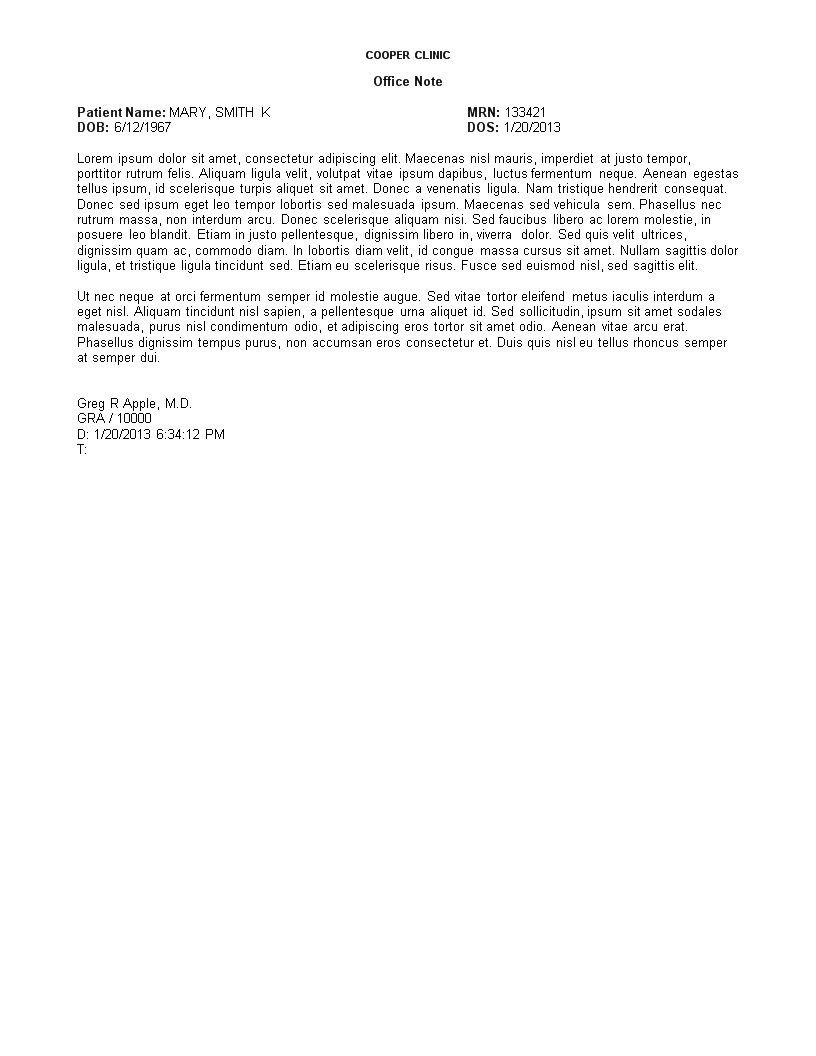 COOPER CLINIC
Office Note
Patient Name: MARY, SMITH K MRN: 133421
DOB: 6/12/1967 DOS: 1/20/2013
Lorem ipsum dolor sit amet, consectetur adipiscing elit. Maecenas nisl mauris, imperdiet at justo tempor,
porttitor rutrum felis. Aliquam ligula velit, volutpat vitae ipsum dapibus, luctus fermentum neque. Aenean egestas
tellus ipsum, id scelerisque turpis aliquet sit amet. Donec a venenatis ligula. Nam tristique hendrerit consequat.
Donec sed ipsum eget leo tempor lobortis sed malesuada ipsum. Maecenas sed vehicula sem. Phasellus nec
rutrum massa, non interdum arcu. Donec scelerisque aliquam nisi. Sed faucibus libero ac lorem molestie, in
posuere leo blandit. Etiam in justo pellentesque, dignissim libero in, viverra dolor. Sed quis velit ultrices,
dignissim quam ac, commodo diam. In lobortis diam velit, id congue massa cursus sit amet. Nullam sagittis dolor
ligula, et tristique ligula tincidunt sed. Etiam eu scelerisque risus. Fusce sed euismod nisl, sed sagittis elit.
Ut nec neque at orci fermentum semper id molestie augue. Sed vitae tortor eleifend metus iaculis interdum a
eget nisl. Aliquam tincidunt nisl sapien, a pellentesque urna aliquet id. Sed sollicitudin, ipsum sit amet sodales
malesuada, purus nisl condimentum odio, et adipiscing eros tortor sit amet odio. Aenean vitae arcu erat.
Phasellus dignissim tempus purus, non accumsan eros consectetur et. Duis quis nisl eu tellus rhoncus semper
at semper dui.
Greg R Apple, M.D.
GRA / 10000
D: 1/20/2013 6:34:12 PM
T: